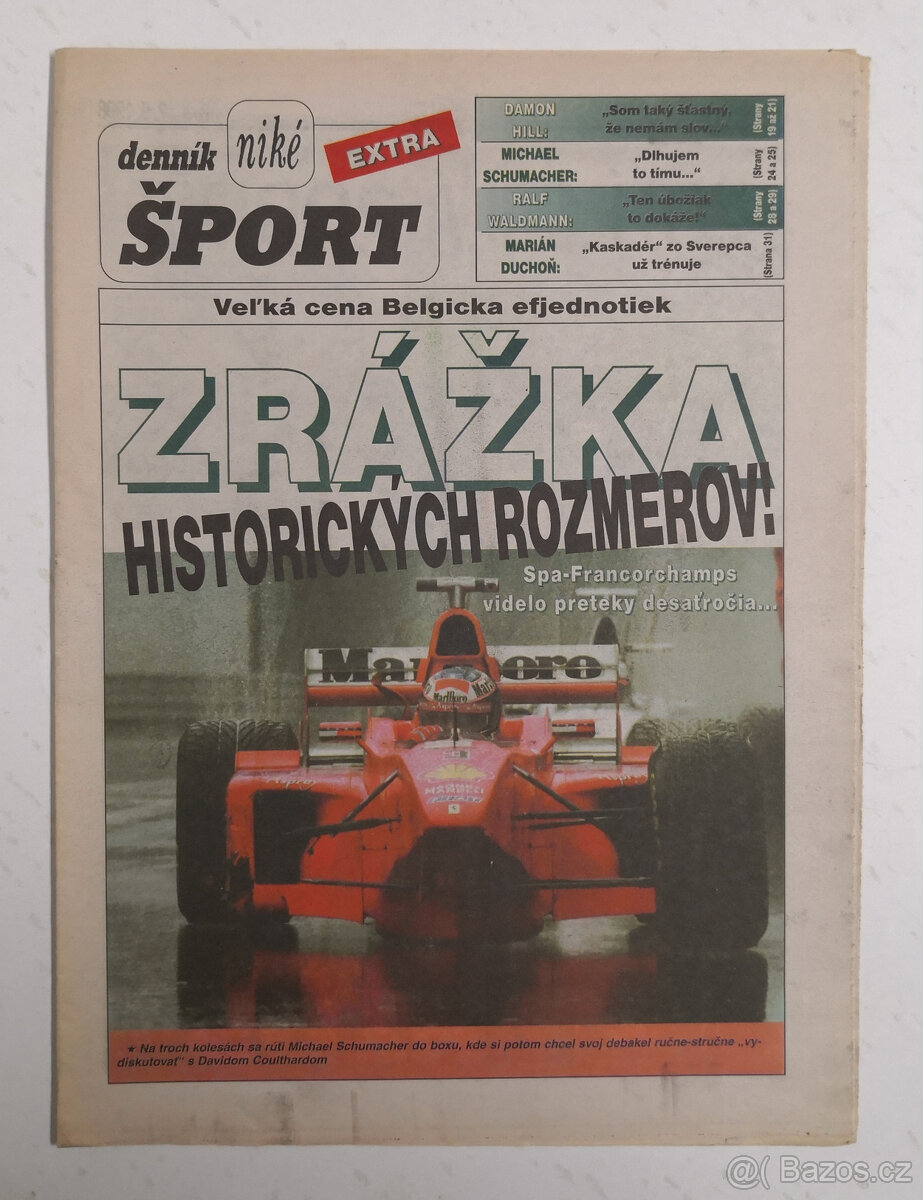 denník
niké
EXTRA
ŠPORT
DAMON
HILL:
„Som taký šťastný,
že nemám slov...“
(Strany
19 až 21)
MICHAEL
SCHUMACHER:
„Dlhujem
to tímu...“
(Strany
24 a 25)
RALF
WALDMANN:
„Ten úbožiak
to dokáže!“
(Strany
28 a 29)
MARIÁN
DUCHOŇ:
„Kaskadér“ zo Sverepca
už trénuje
(Strana 31)
Veľká cena Belgicka efjednotiek
ZRÁŽKA
HISTORICKÝCH ROZMEROV!
Spa-Francorchamps
videlo preteky desaťročia...
Marlboro
Marlboro
★ Na troch kolesách sa rúti Michael Schumacher do boxu, kde si potom chcel svoj debakel ručne-stručne „vy-
diskutovať“ s Davidom Coulthardom
@( Bazos.cz